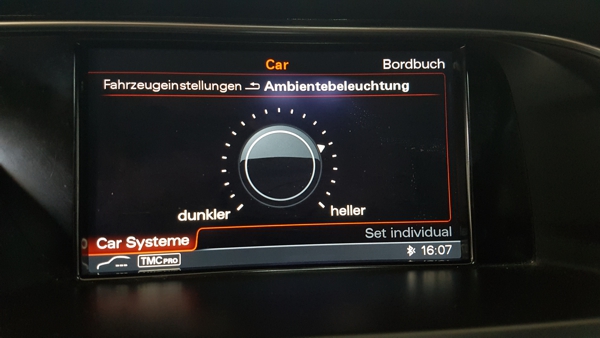 Car
Bordbuch
Fahrzeugeinstellungen Ambientebeleuchtung
dunkler
heller
Set individual
Car Systeme
16:07
--- TMC PRO